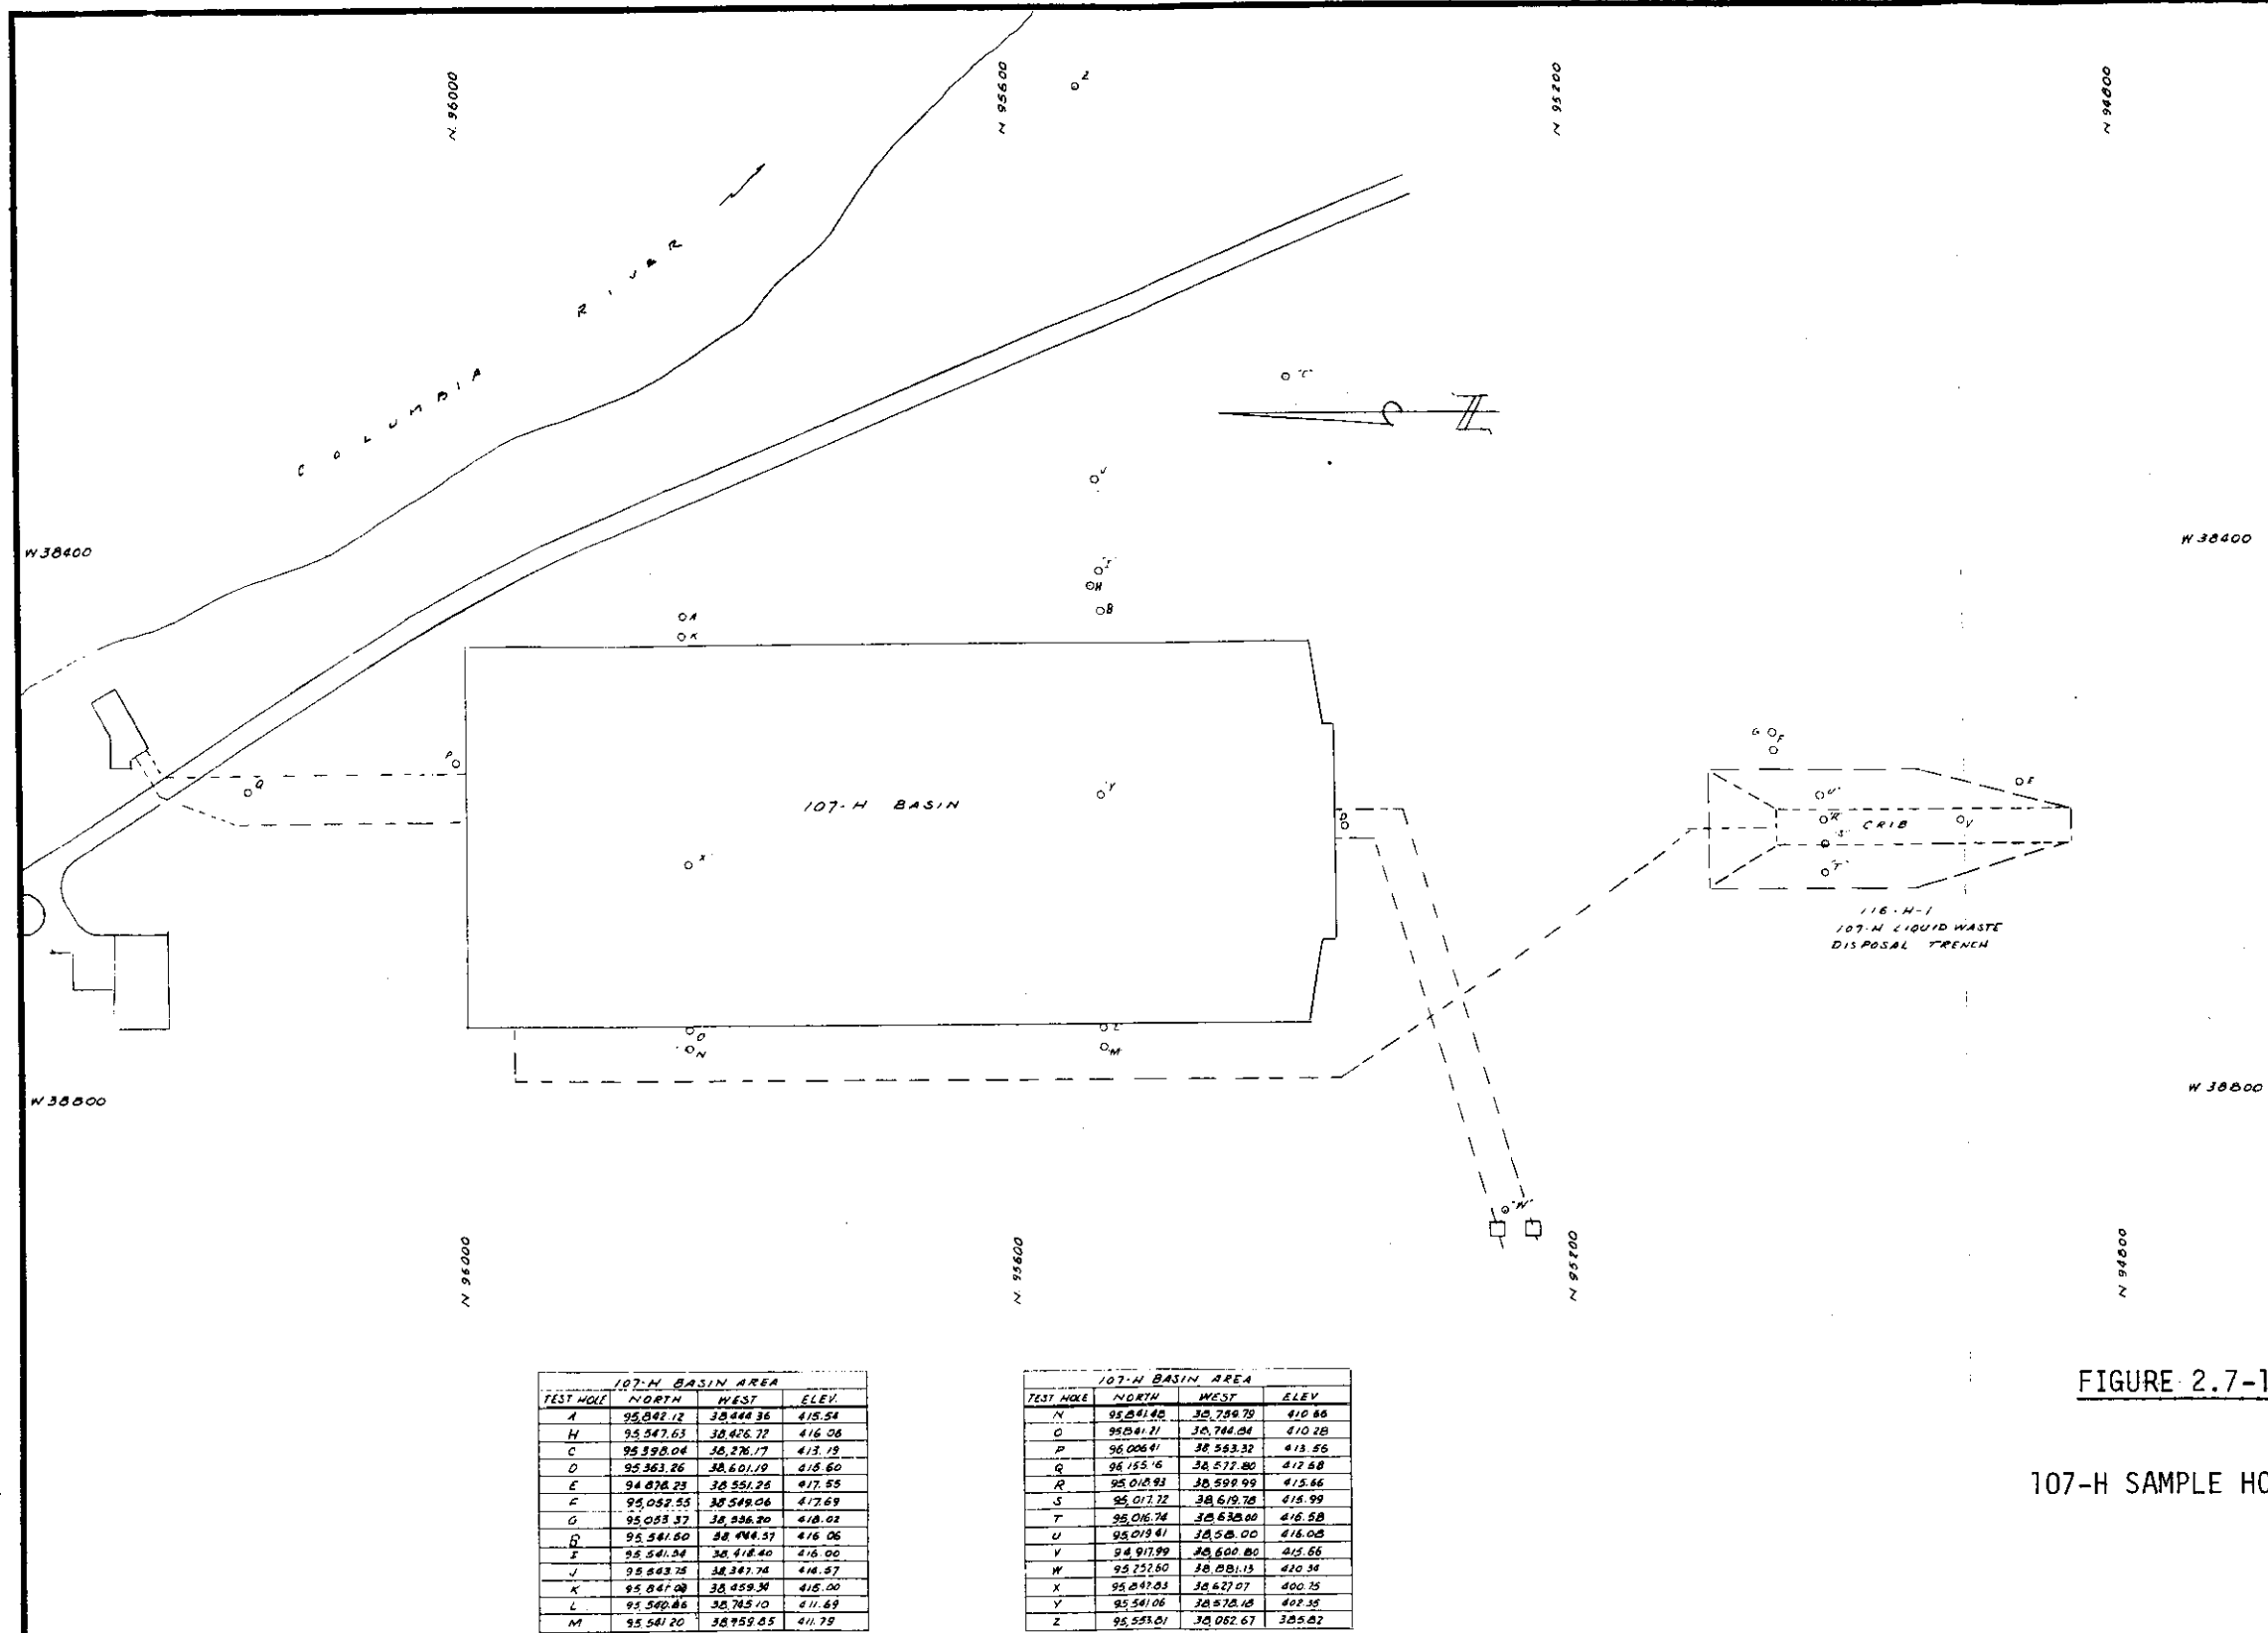 N 96000
N 95600
N 95200
N 94800
Z
COLUMBIA RIVER
"C"
J
W 38400
W 38400
"I"
H
B
A
K
P
Q
107-H BASIN
Y
X
D
G
F
E
"U"
"R"
CRIB
V
"S"
"T"
116-H-1
107-H LIQUID WASTE
DISPOSAL TRENCH
O
N
L
M
W 38800
W 38800
"W"
N 96000
N 95600
N 95200
N 94800
107-H BASIN AREA
TEST HOLE NORTH WEST ELEV.
A 95,842.12 38,444.36 415.54
H 95,547.63 38,426.72 416.06
C 95,398.04 38,276.17 413.19
D 95,363.26 38,601.19 415.60
E 94,878.23 38,551.25 417.55
F 95,052.55 38,549.06 417.69
G 95,053.37 38,536.20 418.02
B 95,541.50 416.06
I 95,541.54 38,418.40 416.00
J 95,543.75 38,347.74 414.57
K 38,459.34 415.00
L 95,540.86 38,745.10 411.69
M 95,541.20 38,759.85 411.79
107-H BASIN AREA
TEST HOLE NORTH WEST ELEV
N 95,841.48 38,759.79 410.66
O 95,841.21 38,744.84 410.28
P 96,006.41 38,553.32 413.56
Q 96,155.16 38,572.80 412.58
R 95,018.93 38,599.99 415.66
S 95,017.72 38,619.78 415.99
T 95,016.74 38,638.00 416.58
U 95,019.41 38,58.00 416.08
V 94,917.99 38,600.80 415.66
W 95,252.60 38,881.13 420.34
X 95,842.83 38,627.07 400.75
Y 95,541.06 38,578.18 402.35
Z 95,553.81 38,062.67 385.82
FIGURE 2.7-1
107-H SAMPLE HO